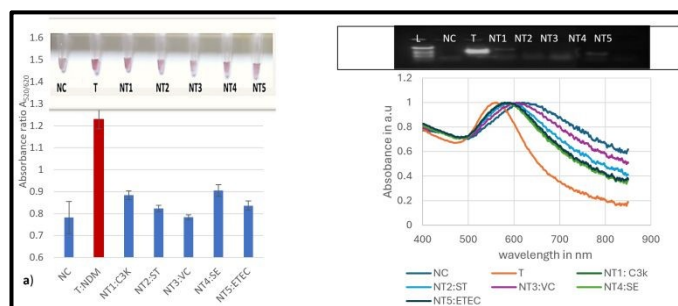 1.6
1.5
1.4
1.3
1.2
1.1
1
0.9
0.8
0.7
0.6
Absorbance ratio A520/620
NC T NT1 NT2 NT3 NT4 NT5
NC
T:NDM
NT1:C3K
NT2:ST
NT3:VC
NT4:SE
NT5:ETEC
a)
L NC T NT1 NT2 NT3 NT4 NT5
1.2
1
0.8
0.6
0.4
0.2
0
Absobance in a.u
400 500 600 700 800 900
wavelength in nm
NC T NT1: C3k
NT2:ST NT3:VC NT4:SE
NT5:ETEC